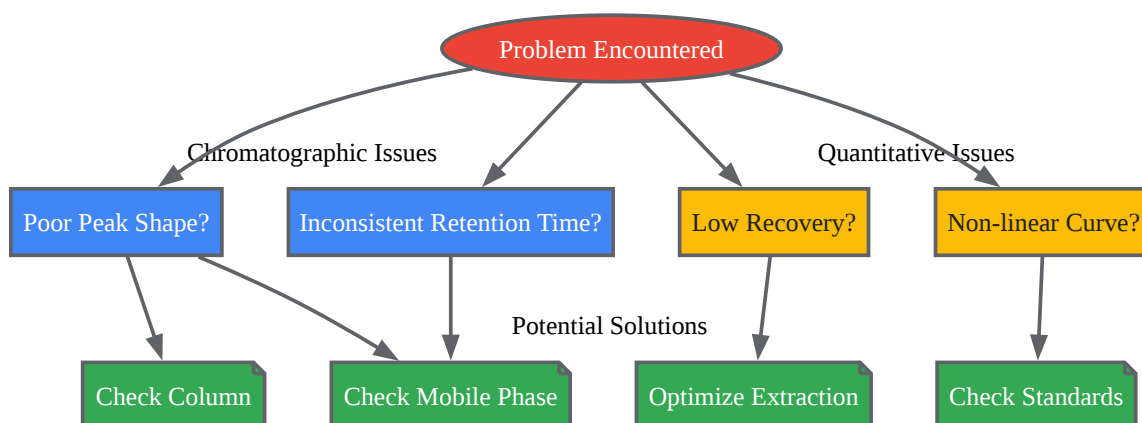 Problem Encountered
Chromatographic Issues
Quantitative Issues
Poor Peak Shape?
Inconsistent Retention Time?
Low Recovery?
Non-linear Curve?
Potential Solutions
Check Column
Check Mobile Phase
Optimize Extraction
Check Standards